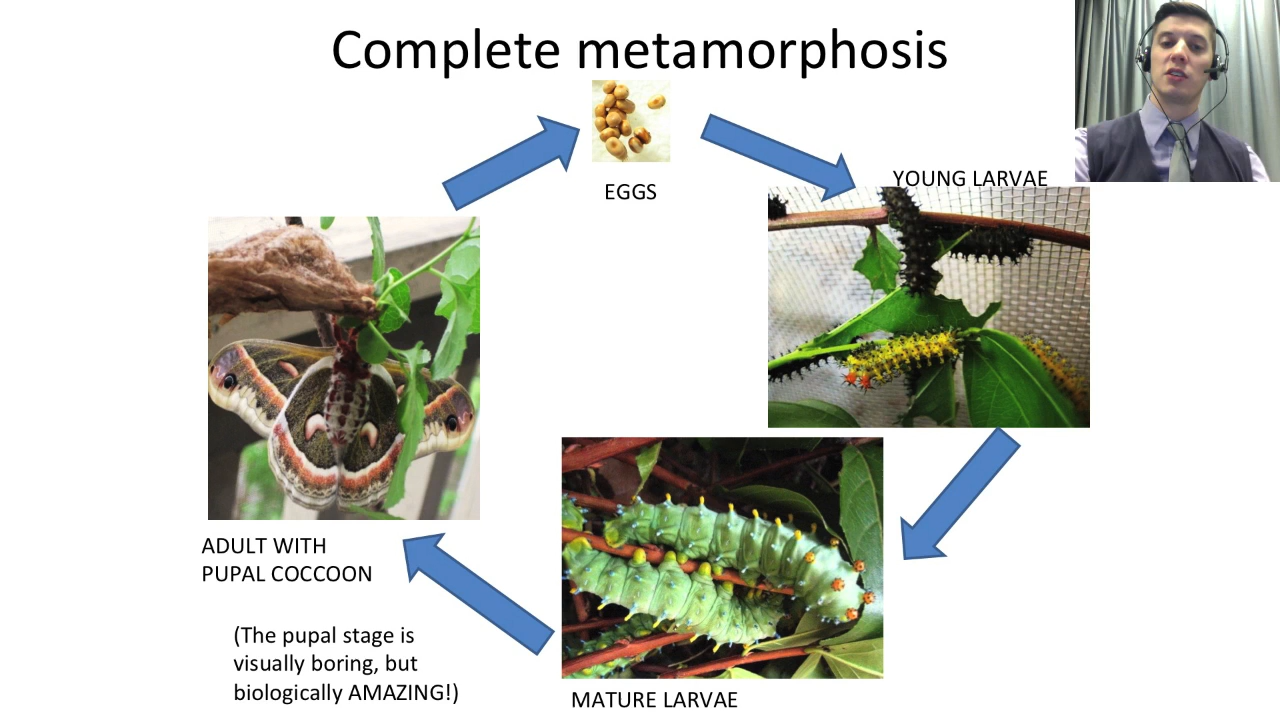 Complete metamorphosis
EGGS
YOUNG LARVAE
ADULT WITH
PUPAL COCCOON
(The pupal stage is
visually boring, but
biologically AMAZING!)
MATURE LARVAE